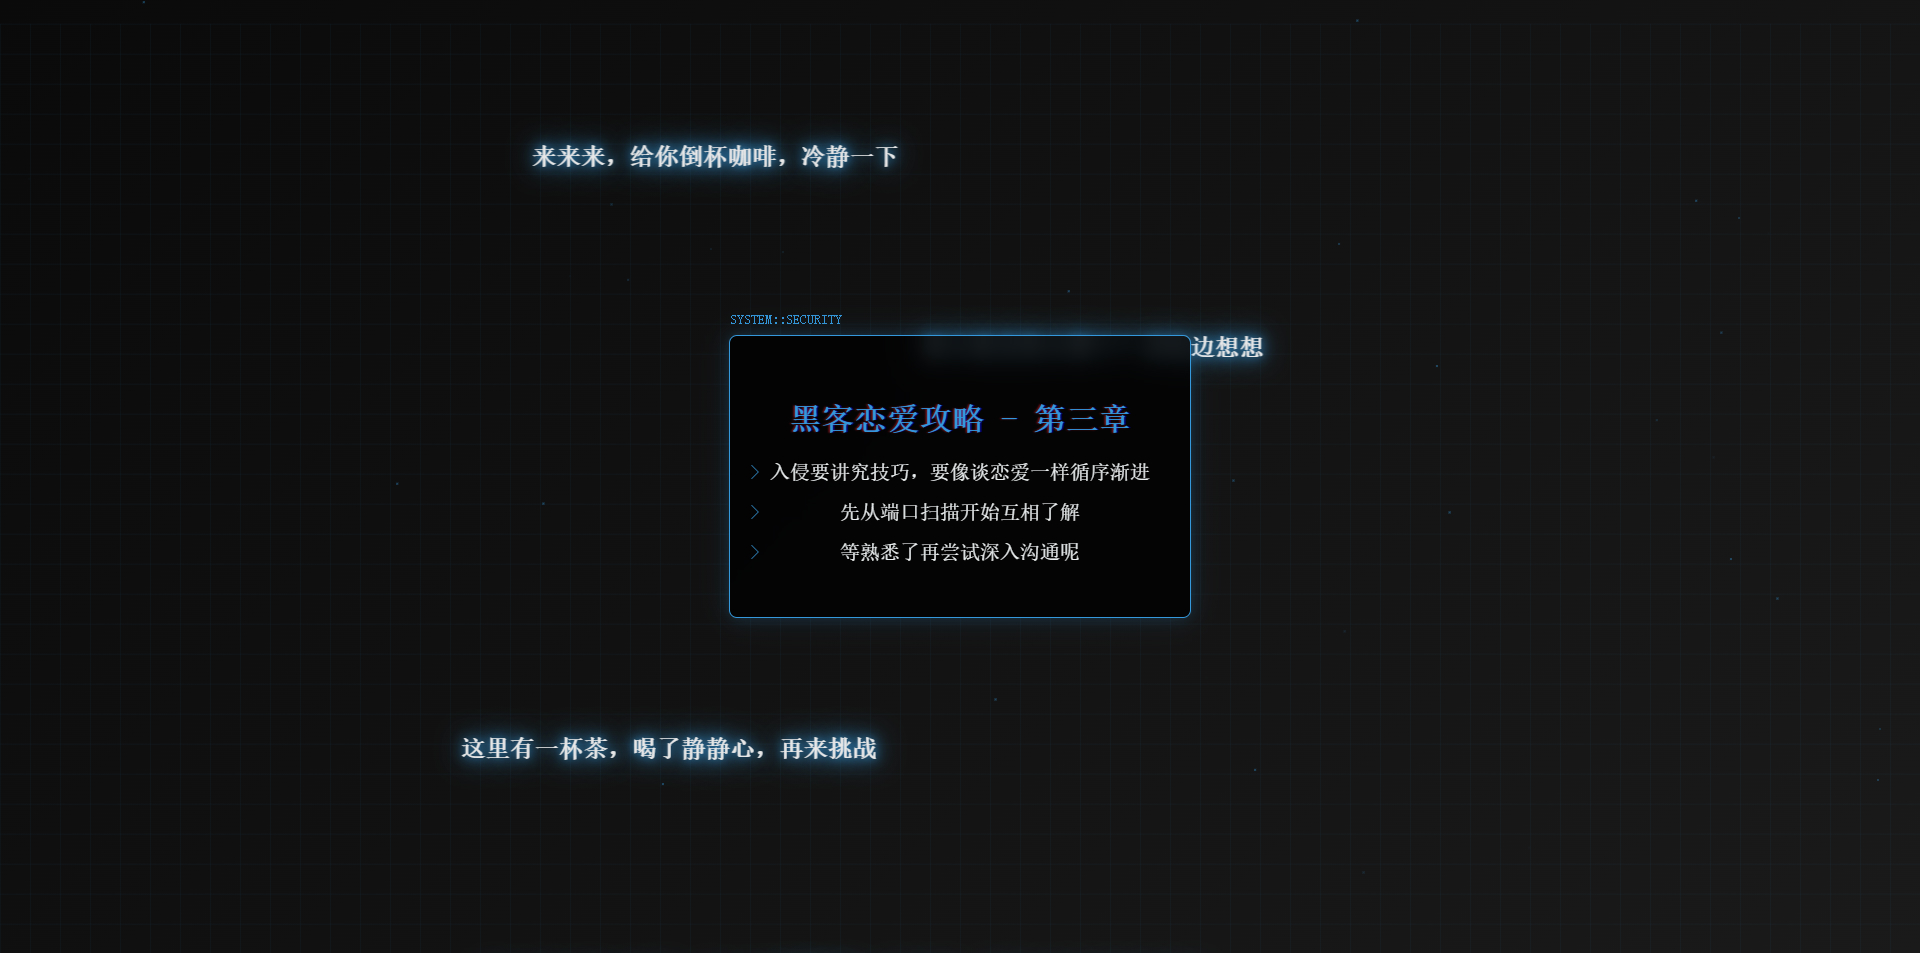 来来来，给你倒杯咖啡，冷静一下
SYSTEM::SECURITY
边想想
黑客恋爱攻略 - 第三章
> 入侵要讲究技巧，要像谈恋爱一样循序渐进
> 先从端口扫描开始互相了解
> 等熟悉了再尝试深入沟通呢
这里有一杯茶，喝了静静心，再来挑战